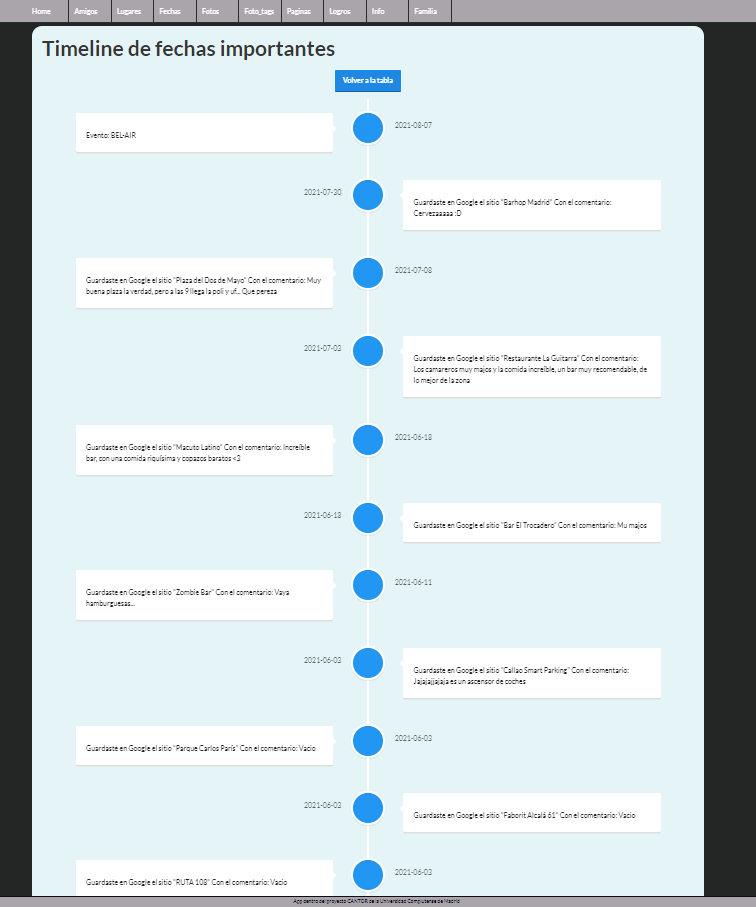 Home Amigos Lugares Fechas Fotos Foto_tags Paginas Logros Info Familia
Timeline de fechas importantes
Volver a la tabla
Evento: BEL-AIR
2021-08-07
2021-07-30
Guardaste en Google el sitio "Barhop Madrid" Con el comentario:
Cervezaaaaa :D
Guardaste en Google el sitio "Plaza del Dos de Mayo" Con el comentario: Muy
buena plaza la verdad, pero a las 9 llega la poli y uf... Que pereza
2021-07-08
2021-07-03
Guardaste en Google el sitio "Restaurante La Guitarra" Con el comentario:
Los camareros muy majos y la comida increíble, un bar muy recomendable, de
lo mejor de la zona
Guardaste en Google el sitio "Macuto Latino" Con el comentario: Increíble
bar, con una comida riquísima y copazos baratos <3
2021-06-18
2021-06-18
Guardaste en Google el sitio "Bar El Trocadero" Con el comentario: Mu majos
Guardaste en Google el sitio "Zombie Bar" Con el comentario: Vaya
hamburguesas...
2021-06-11
2021-06-03
Guardaste en Google el sitio "Callao Smart Parking" Con el comentario:
Jajajajjajaja es un ascensor de coches
Guardaste en Google el sitio "Parque Carlos París" Con el comentario: Vacio
2021-06-03
2021-06-03
Guardaste en Google el sitio "Faborit Alcalá 61" Con el comentario: Vacio
Guardaste en Google el sitio "RUTA 108" Con el comentario: Vacio
2021-06-03
App dentro del proyecto CANTOR de la Universidad Complutense de Madrid